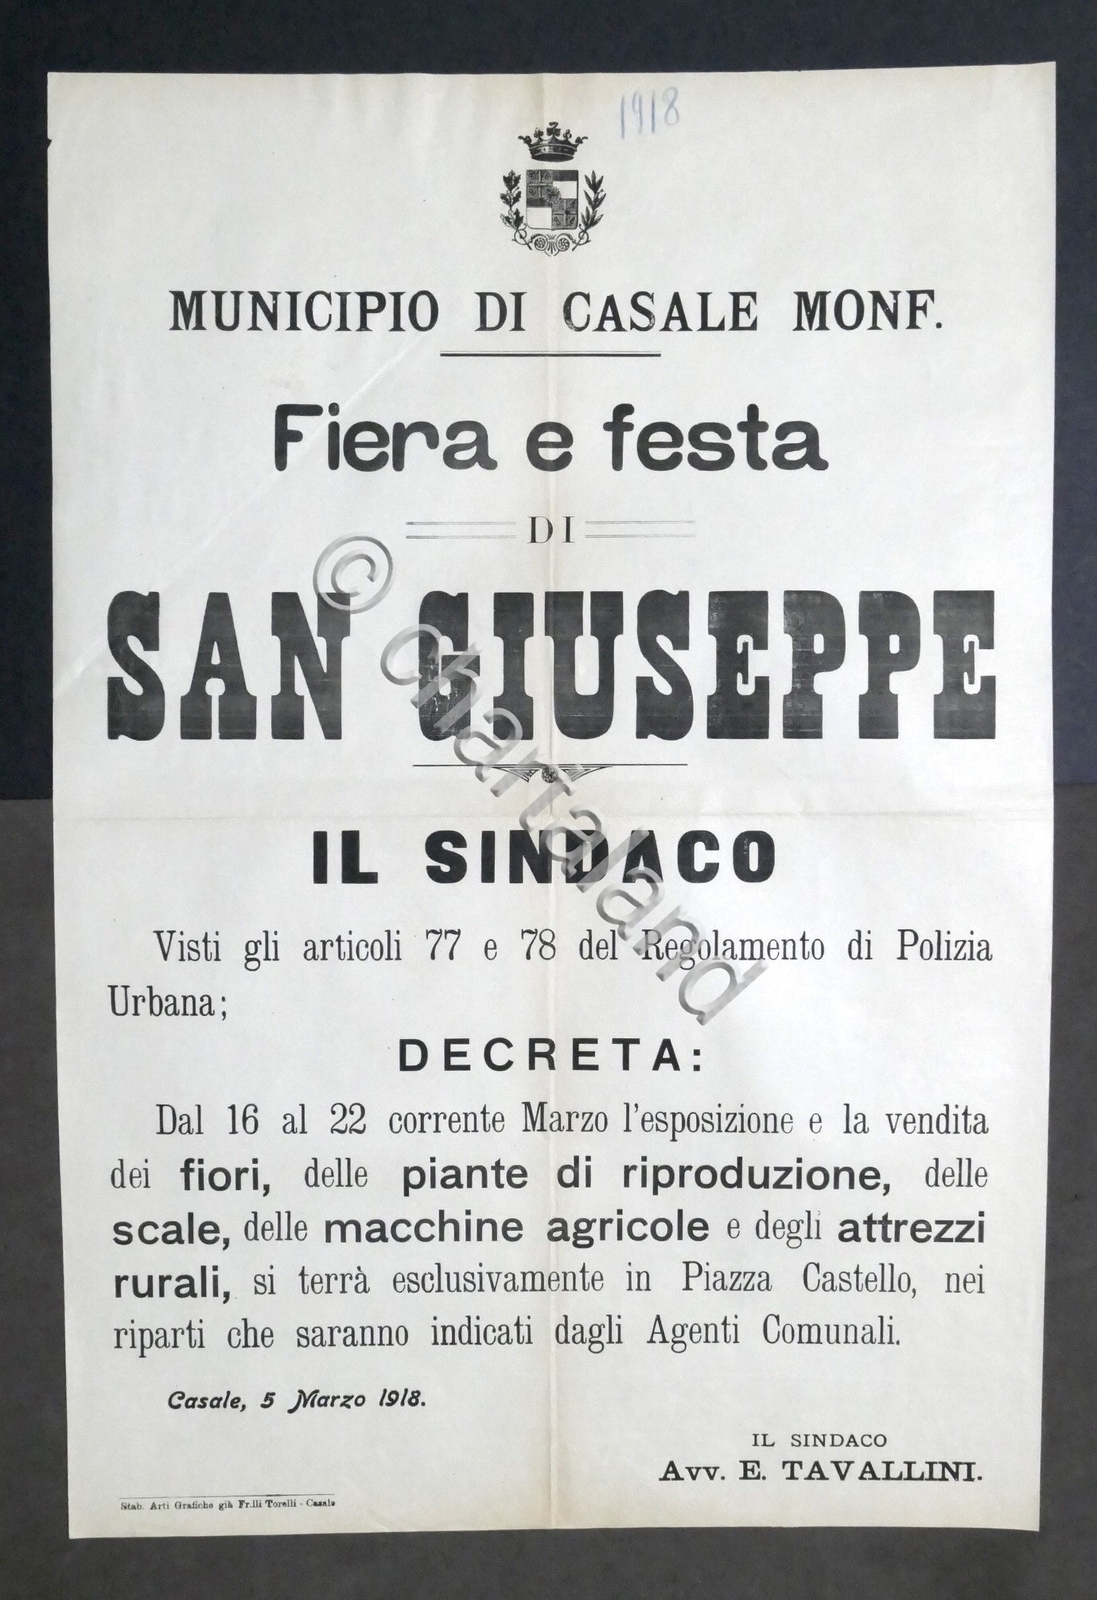 1918
MUNICIPIO DI CASALE MONF.
Fiera e festa
DI
SAN GIUSEPPE
© chartaland
IL SINDACO
Visti gli articoli 77 e 78 del Regolamento di Polizia
Urbana;
DECRETA:
Dal 16 al 22 corrente Marzo l'esposizione e la vendita
dei fiori, delle piante di riproduzione, delle
scale, delle macchine agricole e degli attrezzi
rurali, si terrà esclusivamente in Piazza Castello, nei
riparti che saranno indicati dagli Agenti Comunali.
Casale, 5 Marzo 1918.
IL SINDACO
Avv. E. TAVALLINI.
Stab. Arti Grafiche già Fr.lli Torelli - Casale